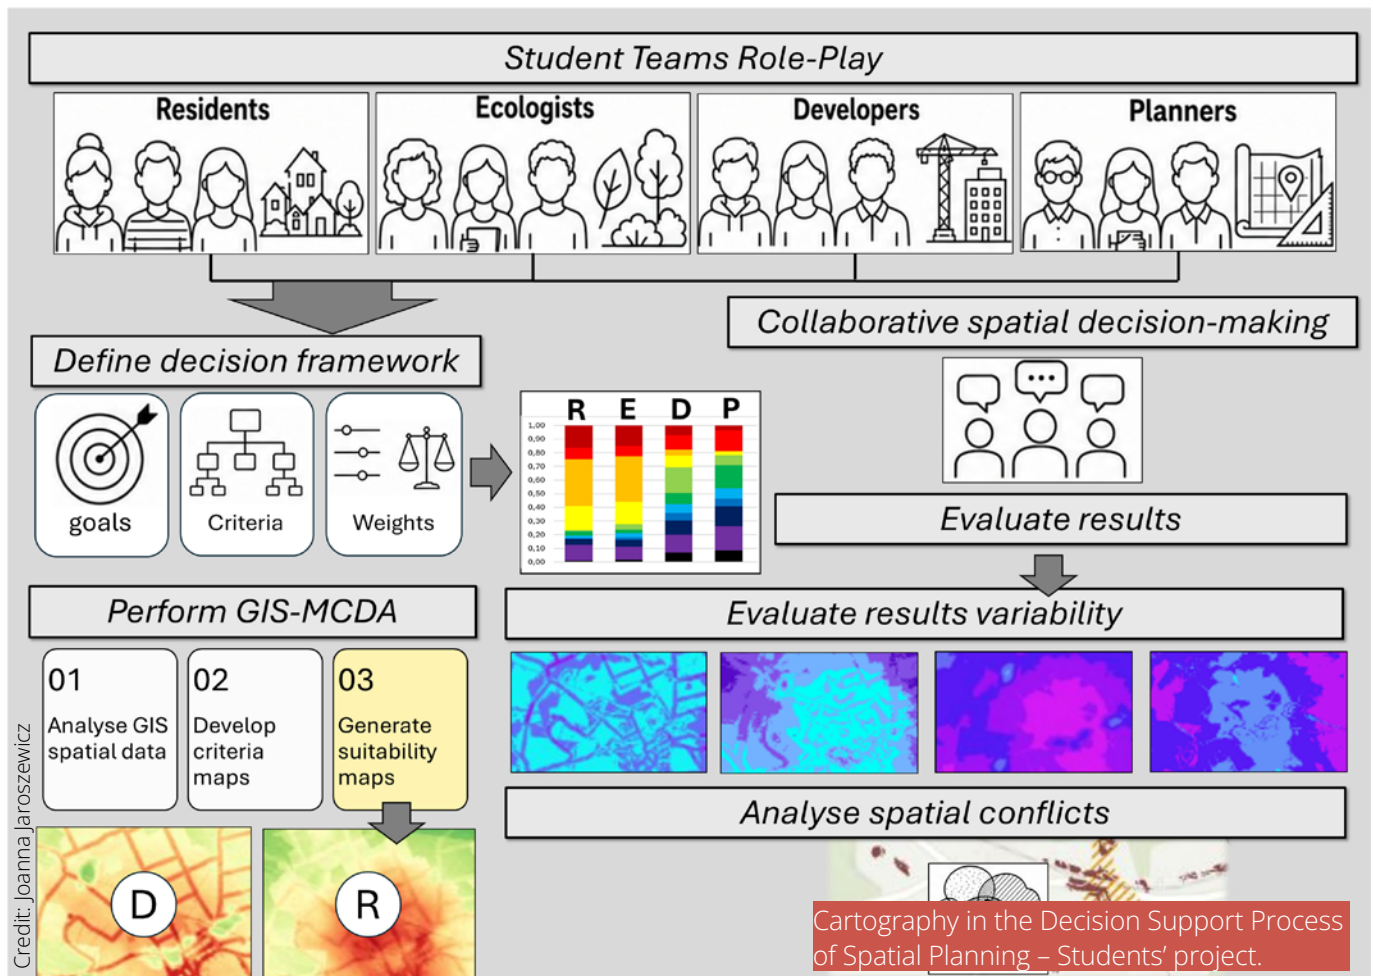 Student Teams Role-Play
Residents
Ecologists
Developers
Planners
Define decision framework
goals
Criteria
Weights
R E D P
1,00
0,90
0,80
0,70
0,60
0,50
0,40
0,30
0,20
0,10
0,00
Collaborative spatial decision-making
Evaluate results
Perform GIS-MCDA
01
Analyse GIS
spatial data
02
Develop
criteria
maps
03
Generate
suitability
maps
D
R
Evaluate results variability
Analyse spatial conflicts
Cartography in the Decision Support Process
of Spatial Planning – Students’ project.
Credit: Joanna Jaroszewicz